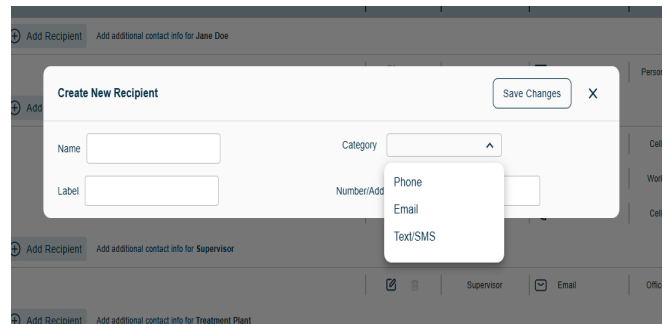 Add Recipient Add additional contact info for Jane Doe
Person
Create New Recipient Save Changes X
Add
Name Category
Cell
Phone
Work
Label Number/Add
Email
Cell
Text/SMS
Add Recipient Add additional contact info for Supervisor
Supervisor Email Offic
Add Recipient Add additional contact info for Treatment Plant